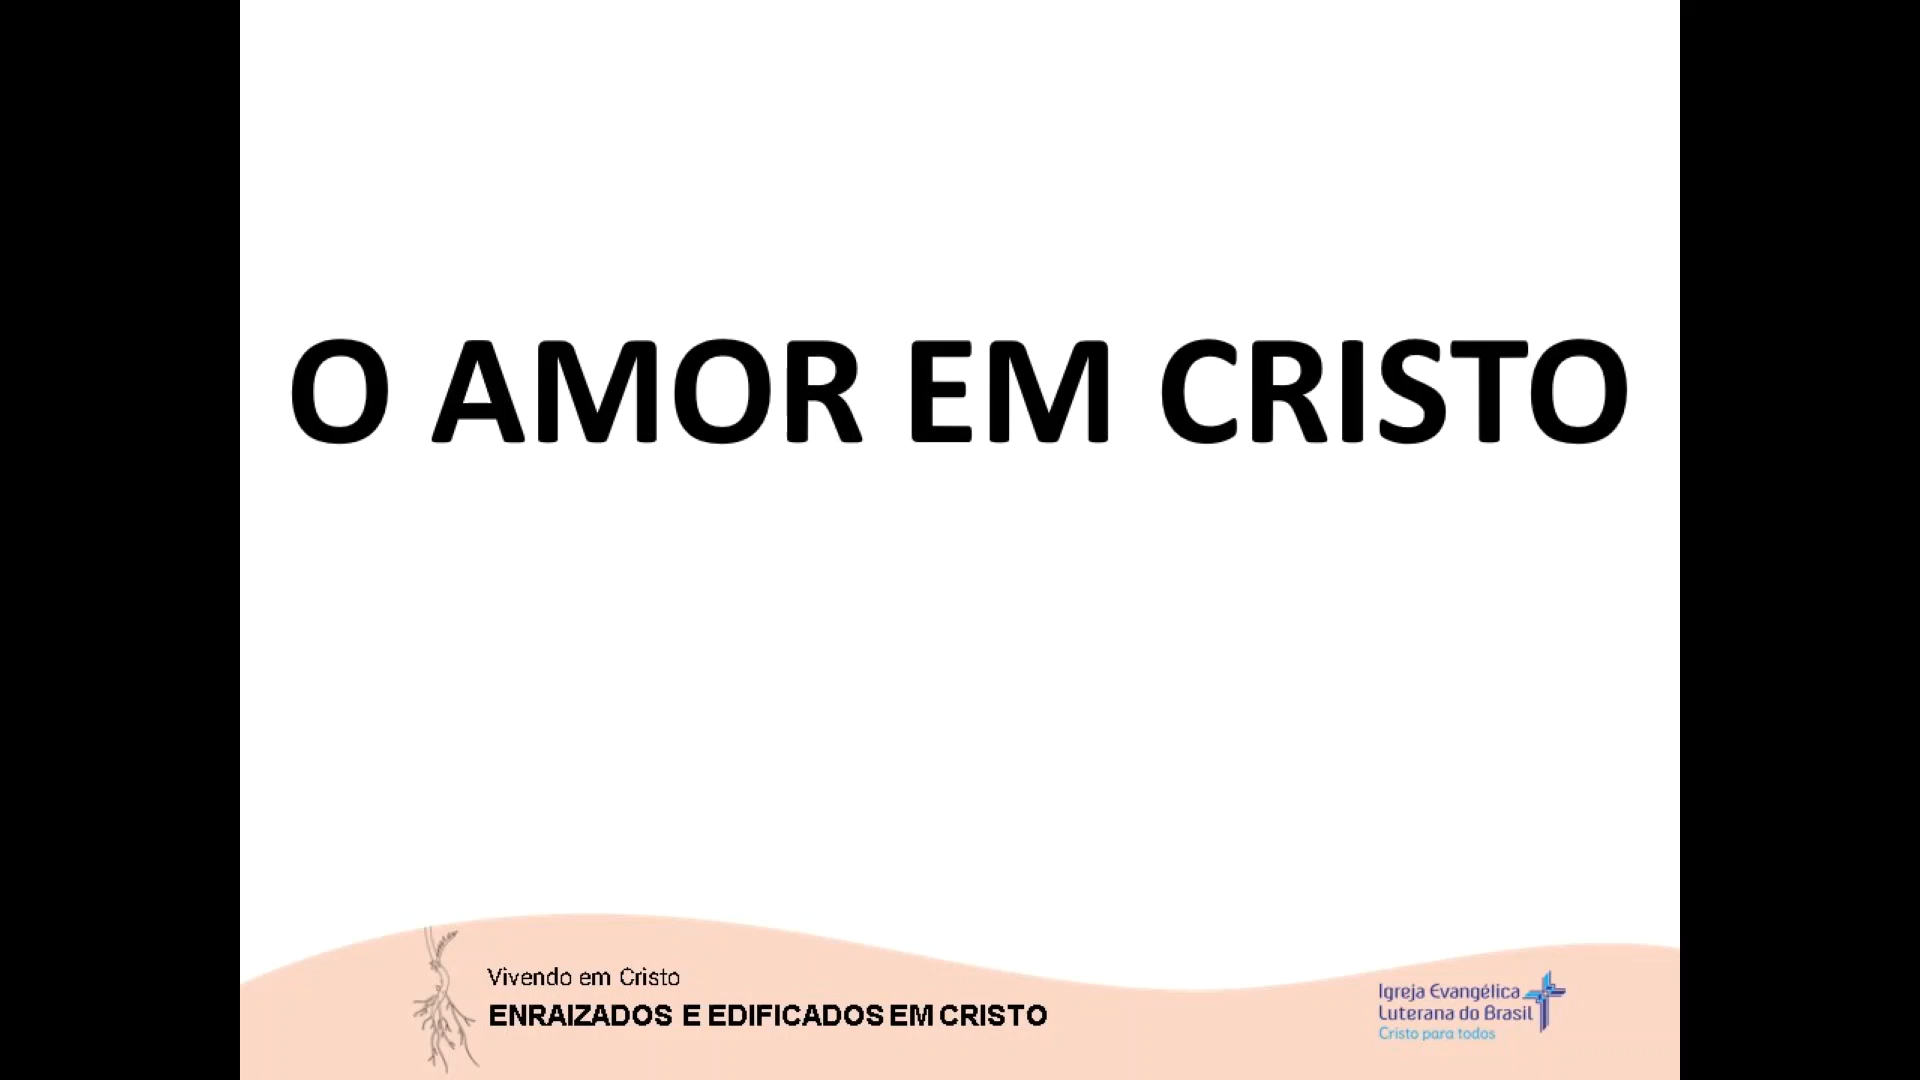 O AMOR EM CRISTO
Vivendo em Cristo
ENRAIZADOS E EDIFICADOS EM CRISTO
Igreja Evangélica
Luterana do Brasil
Cristo para todos